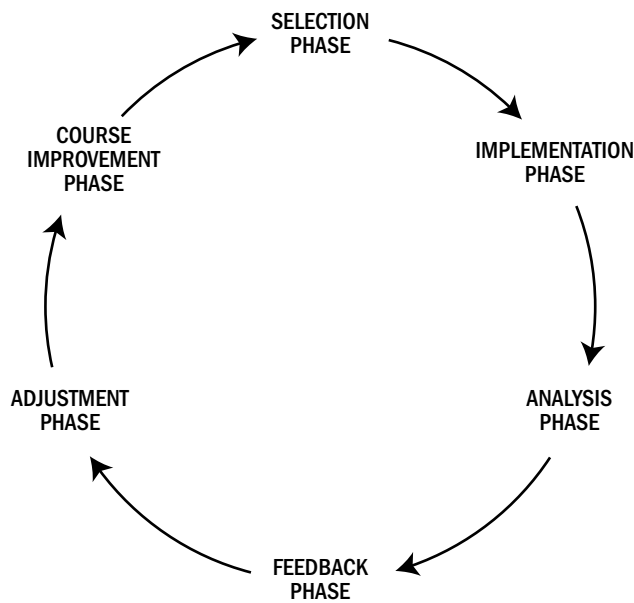 SELECTION
PHASE
IMPLEMENTATION
PHASE
ANALYSIS
PHASE
FEEDBACK
PHASE
ADJUSTMENT
PHASE
COURSE
IMPROVEMENT
PHASE